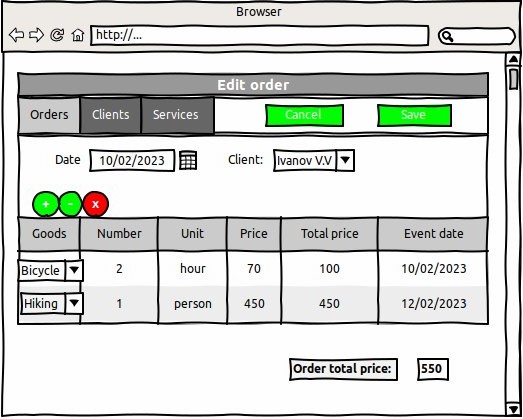 Browser
http://...
Edit order
Orders Clients Services Cancel Save
Date 10/02/2023 Client: Ivanov V.V
+ - x
Goods Number Unit Price Total price Event date
Bicycle 2 hour 70 100 10/02/2023
Hiking 1 person 450 450 12/02/2023
Order total price: 550